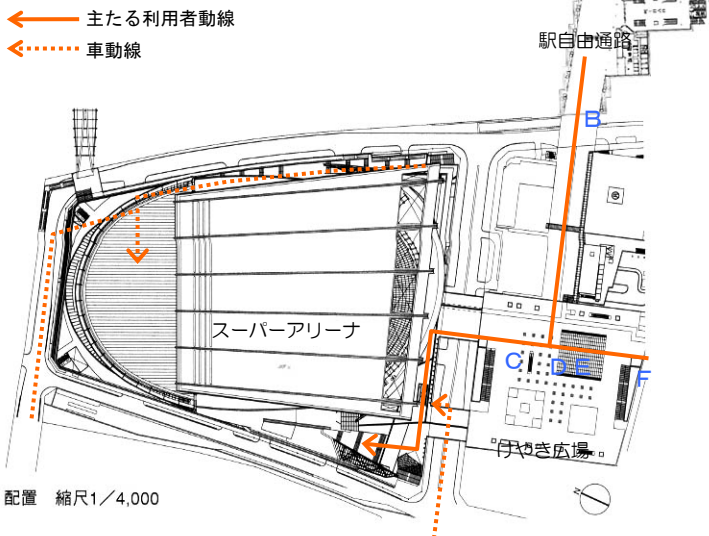 主たる利用者動線
車動線
駅自由通路
B
スーパーアリーナ
C
D E
F
けやき広場
N
配置 縮尺1/4,000